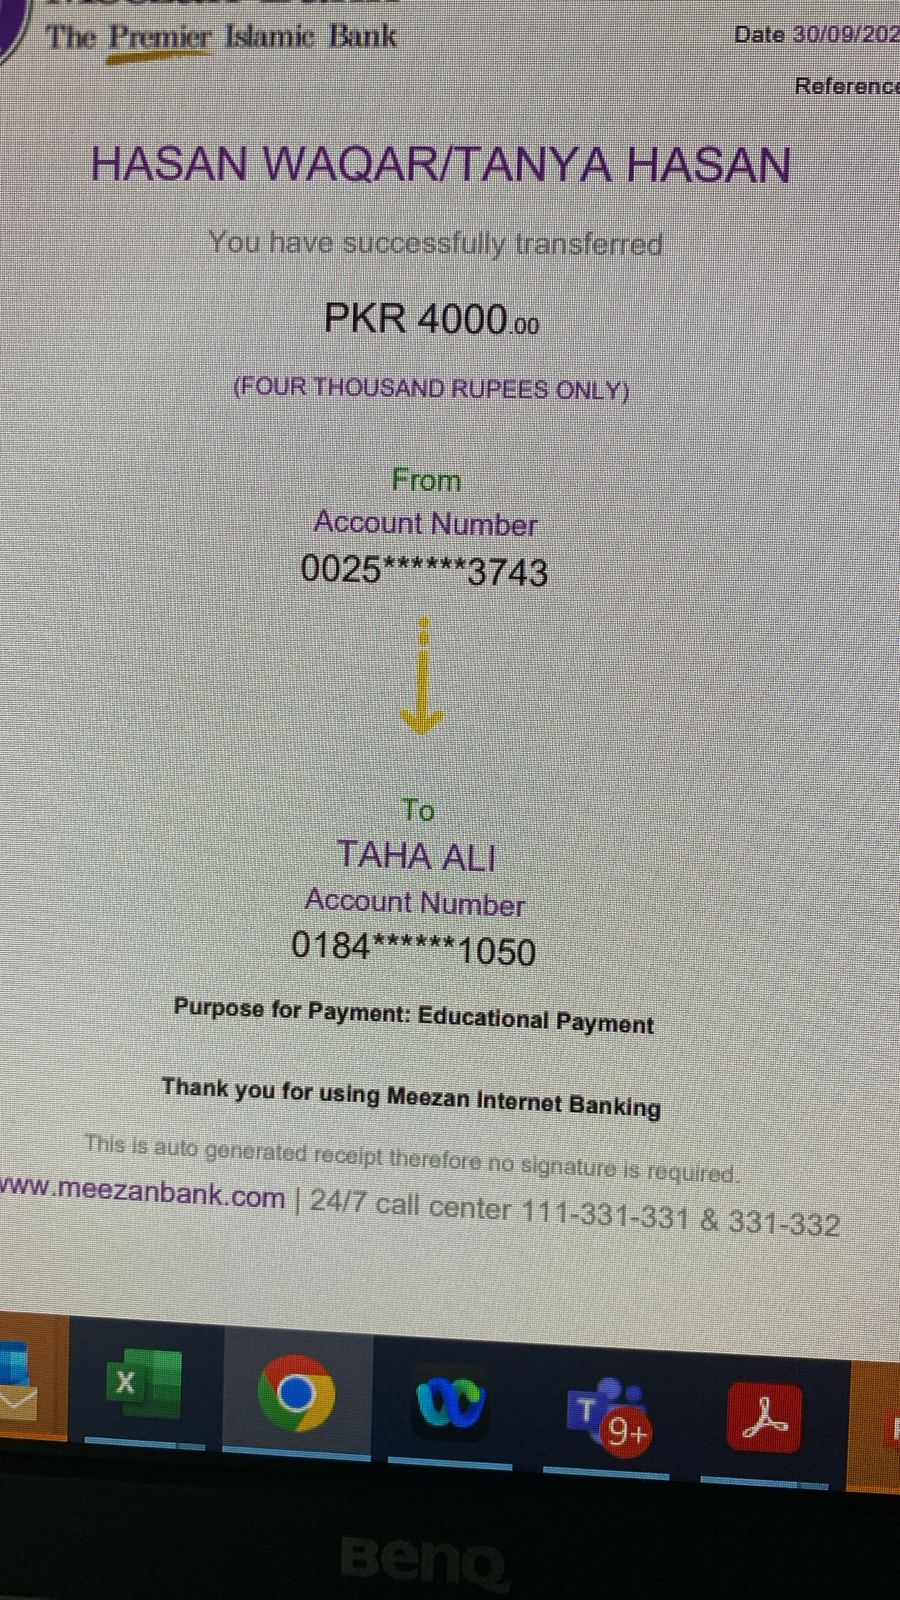 The Premier Islamic Bank
Date 30/09/202
Reference
HASAN WAQAR/TANYA HASAN
You have successfully transferred
PKR 4000.00
(FOUR THOUSAND RUPEES ONLY)
From
Account Number
0025******3743
To
TAHA ALI
Account Number
0184******1050
Purpose for Payment: Educational Payment
Thank you for using Meezan Internet Banking
This is auto generated receipt therefore no signature is required.
www.meezanbank.com | 24/7 call center 111-331-331 & 331-332
X
T
9+
BenQ